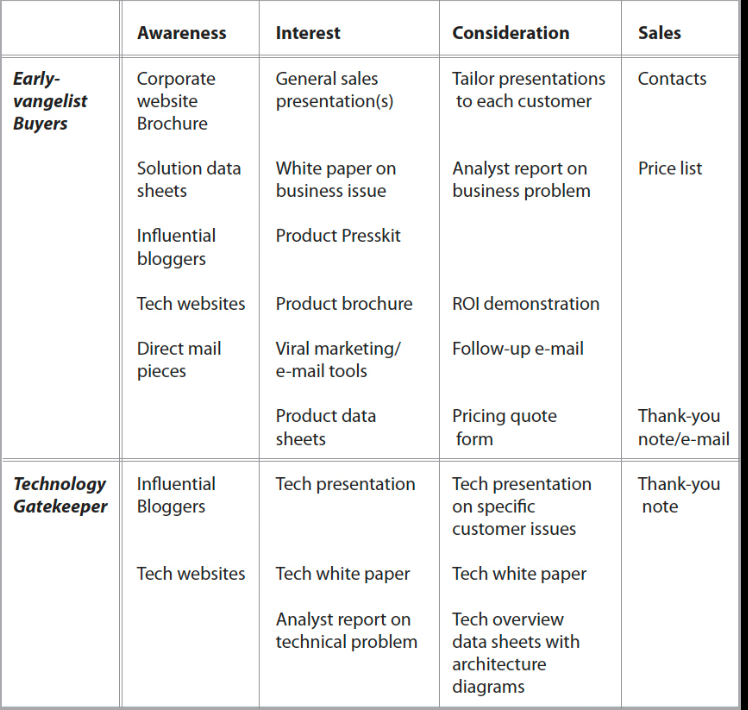 Awareness Interest Consideration Sales
Early- Corporate General sales Tailor presentations Contacts
vangelist website presentation(s) to each customer
Buyers Brochure
Solution data White paper on Analyst report on Price list
sheets business issue business problem
Influential Product Presskit
bloggers
Tech websites Product brochure ROI demonstration
Direct mail Viral marketing/ Follow-up e-mail
pieces e-mail tools
Product data Pricing quote Thank-you
sheets form note/e-mail
Technology Influential Tech presentation Tech presentation Thank-you
Gatekeeper Bloggers on specific note
customer issues
Tech websites Tech white paper Tech white paper
Analyst report on Tech overview
technical problem data sheets with
architecture
diagrams